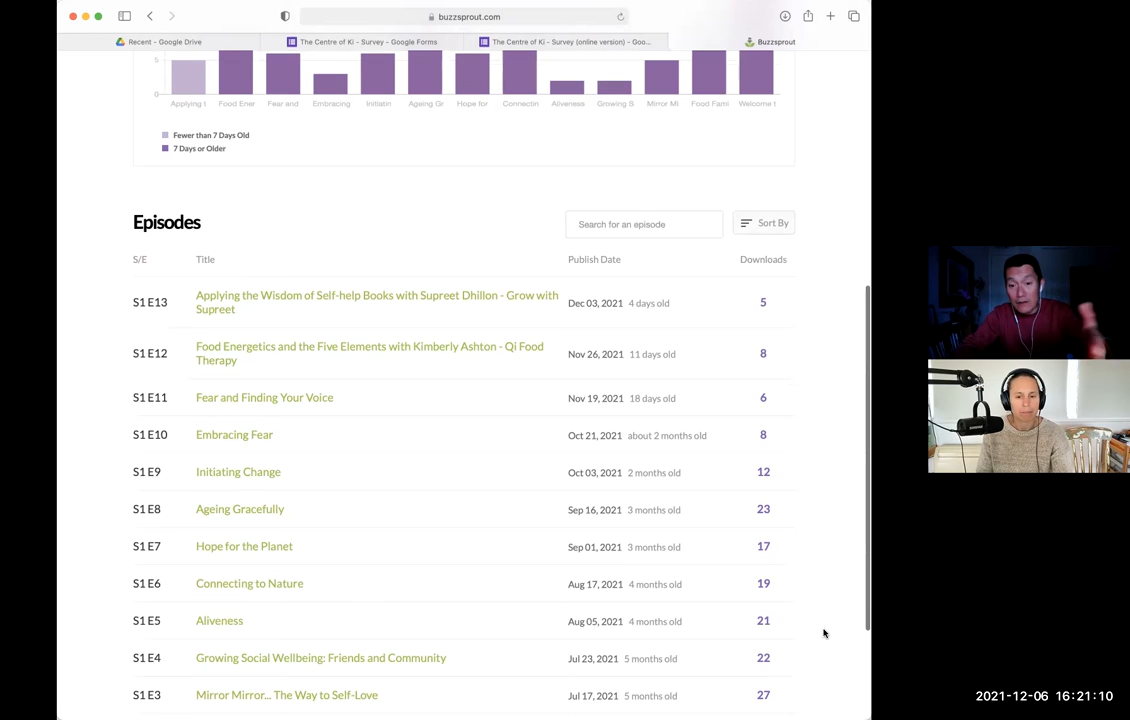 buzzsprout.com
Recent - Google Drive
The Centre of Ki - Survey - Google Forms
The Centre of Ki - Survey (online version) - Goo...
Buzzsprout
5
0
Applying t
Food Ener
Fear and
Embracing
Initiatin
Ageing Gr
Hope for
Connectin
Aliveness
Growing S
Mirror Mi
Food Fami
Welcome t
Fewer than 7 Days Old
7 Days or Older
Episodes
Search for an episode
Sort By
S/E Title Publish Date Downloads
S1 E13 Applying the Wisdom of Self-help Books with Supreet Dhillon - Grow with Dec 03, 2021 4 days old 5
Supreet
S1 E12 Food Energetics and the Five Elements with Kimberly Ashton - Qi Food Nov 26, 2021 11 days old 8
Therapy
S1 E11 Fear and Finding Your Voice Nov 19, 2021 18 days old 6
S1 E10 Embracing Fear Oct 21, 2021 about 2 months old 8
S1 E9 Initiating Change Oct 03, 2021 2 months old 12
S1 E8 Ageing Gracefully Sep 16, 2021 3 months old 23
S1 E7 Hope for the Planet Sep 01, 2021 3 months old 17
S1 E6 Connecting to Nature Aug 17, 2021 4 months old 19
S1 E5 Aliveness Aug 05, 2021 4 months old 21
S1 E4 Growing Social Wellbeing: Friends and Community Jul 23, 2021 5 months old 22
S1 E3 Mirror Mirror... The Way to Self-Love Jul 17, 2021 5 months old 27
2021-12-06 16:21:10